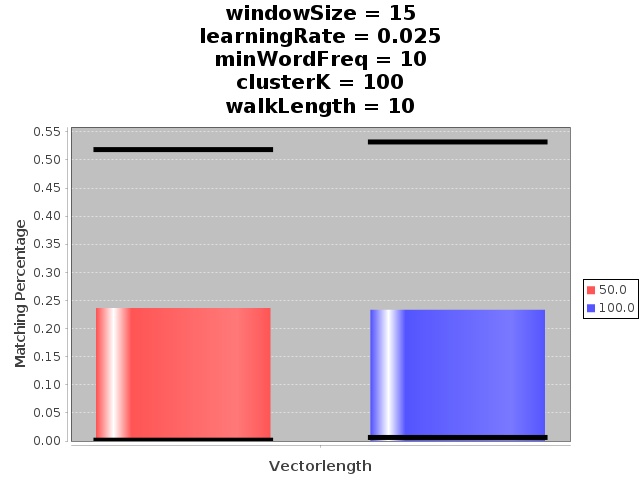 windowSize = 15
learningRate = 0.025
minWordFreq = 10
clusterK = 100
walkLength = 10
0.55
0.50
0.45
0.40
0.35
0.30
0.25
0.20
0.15
0.10
0.05
0.00
Matching Percentage
Vectorlength
50.0
100.0